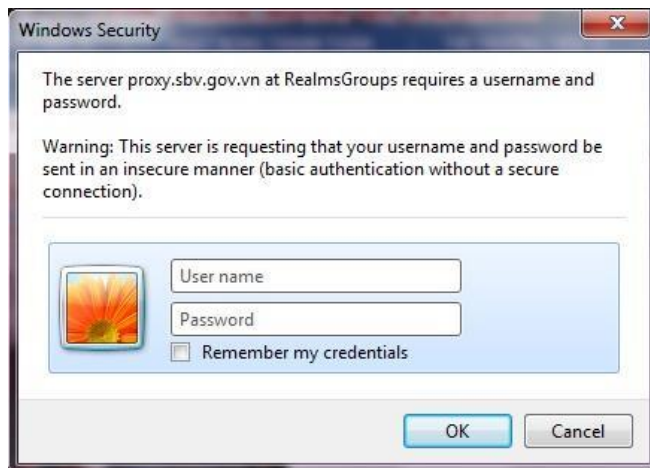 Windows Security
The server proxy.sbv.gov.vn at RealmsGroups requires a username and
password.
Warning: This server is requesting that your username and password be
sent in an insecure manner (basic authentication without a secure
connection).
User name
Password
Remember my credentials
OK
Cancel